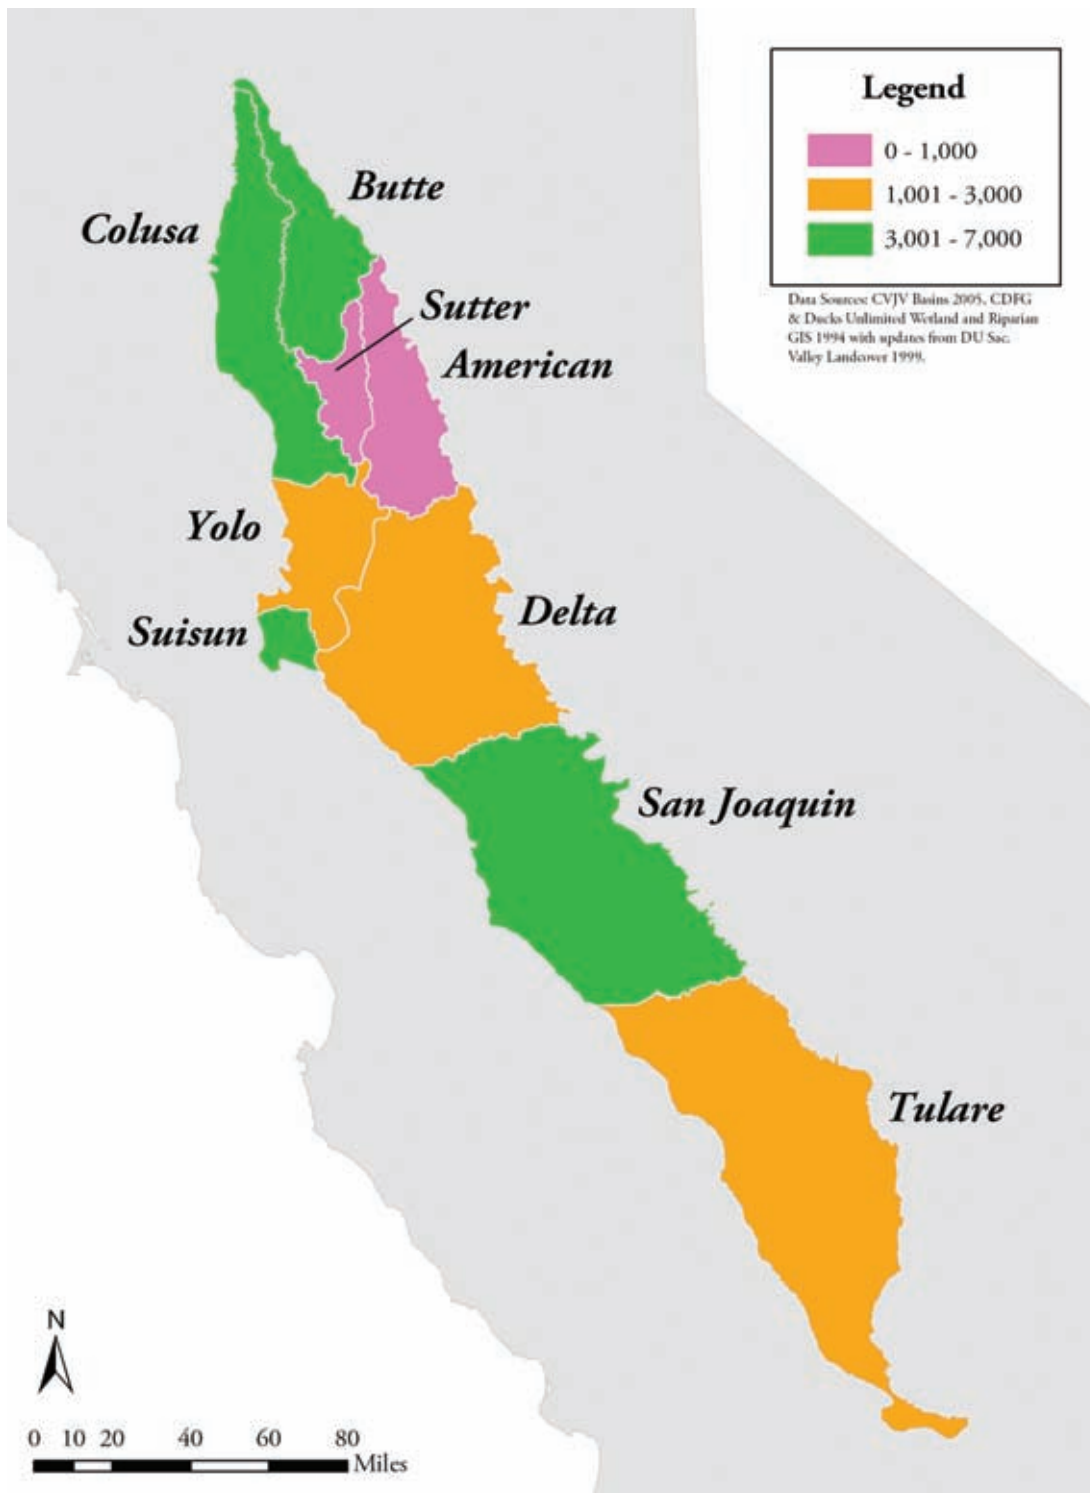 Legend
0 - 1,000
1,001 - 3,000
3,001 - 7,000
Data Sources: CVJV Basins 2005, CDFG
& Ducks Unlimited Wetland and Riparian
GIS 1994 with updates from DU Sac.
Valley Landcover 1999.
Butte
Colusa
Sutter
American
Yolo
Delta
Suisun
San Joaquin
Tulare
N
0 10 20 40 60 80
Miles